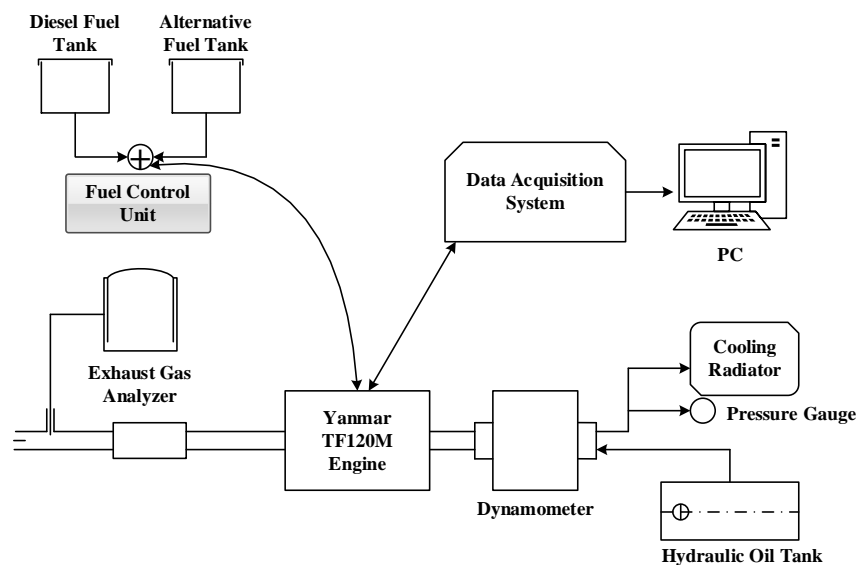 Diesel Fuel
Tank
Alternative
Fuel Tank
Fuel Control
Unit
Data Acquisition
System
PC
Exhaust Gas
Analyzer
Yanmar
TF120M
Engine
Cooling
Radiator
Pressure Gauge
Dynamometer
Hydraulic Oil Tank